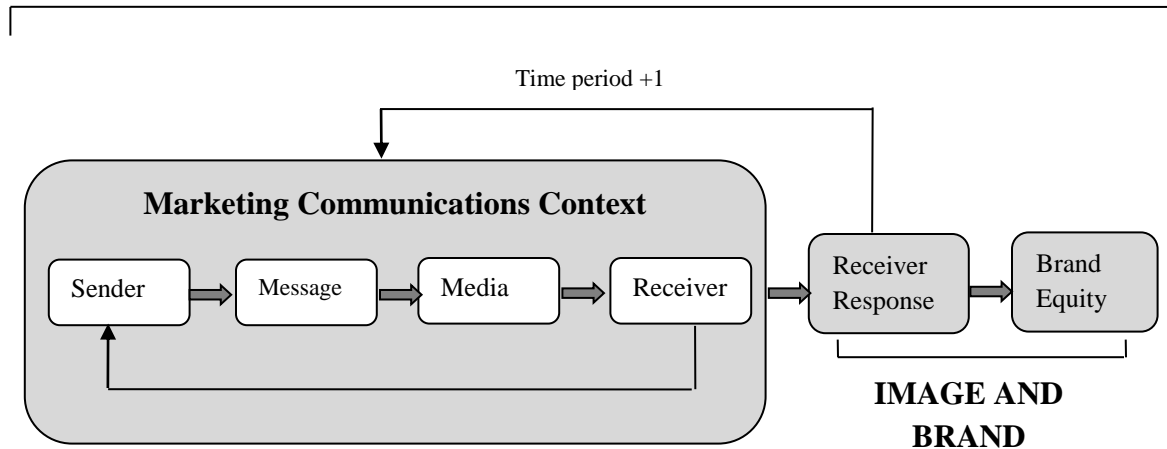 Time period +1
Marketing Communications Context
Sender
Message
Media
Receiver
Receiver
Response
Brand
Equity
IMAGE AND
BRAND